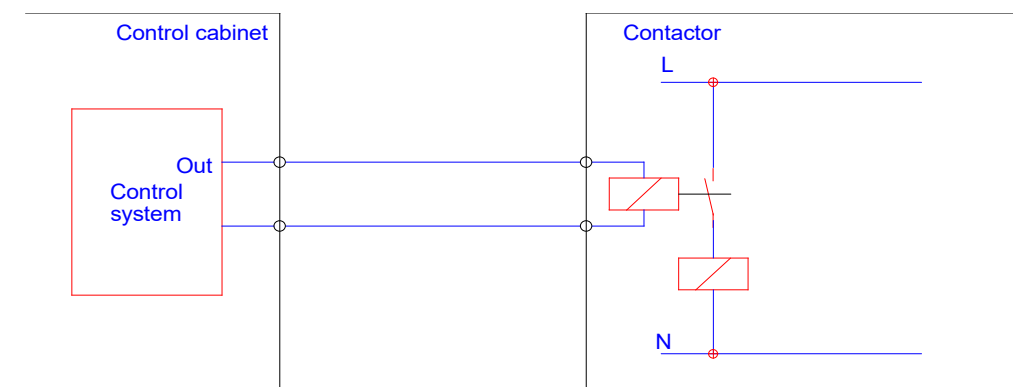 Control cabinet
Contactor
L
Out
Control
system
N